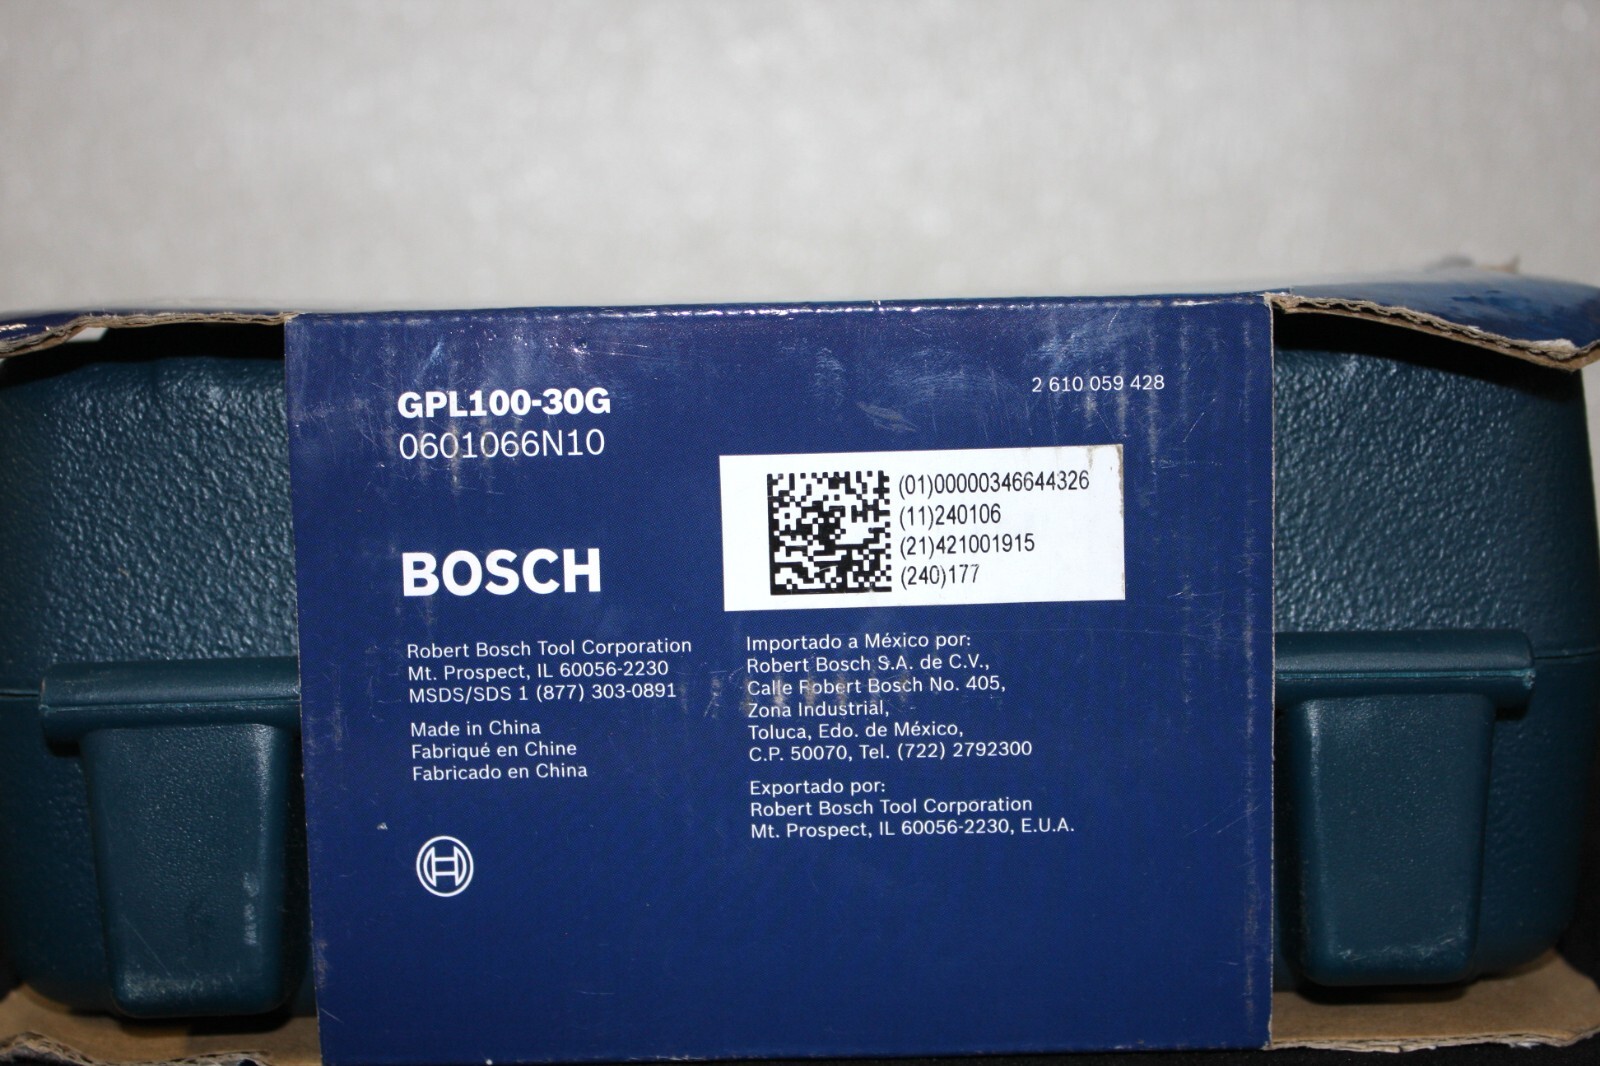 GPL100-30G
0601066N10
2 610 059 428
BOSCH
(01)00000346644326
(11)240106
(21)421001915
(240)177
Robert Bosch Tool Corporation
Mt. Prospect, IL 60056-2230
MSDS/SDS 1 (877) 303-0891
Made in China
Fabriqué en Chine
Fabricado en China
Importado a México por:
Robert Bosch S.A. de C.V.,
Calle Robert Bosch No. 405,
Zona Industrial,
Toluca, Edo. de México,
C.P. 50070, Tel. (722) 2792300
Exportado por:
Robert Bosch Tool Corporation
Mt. Prospect, IL 60056-2230, E.U.A.